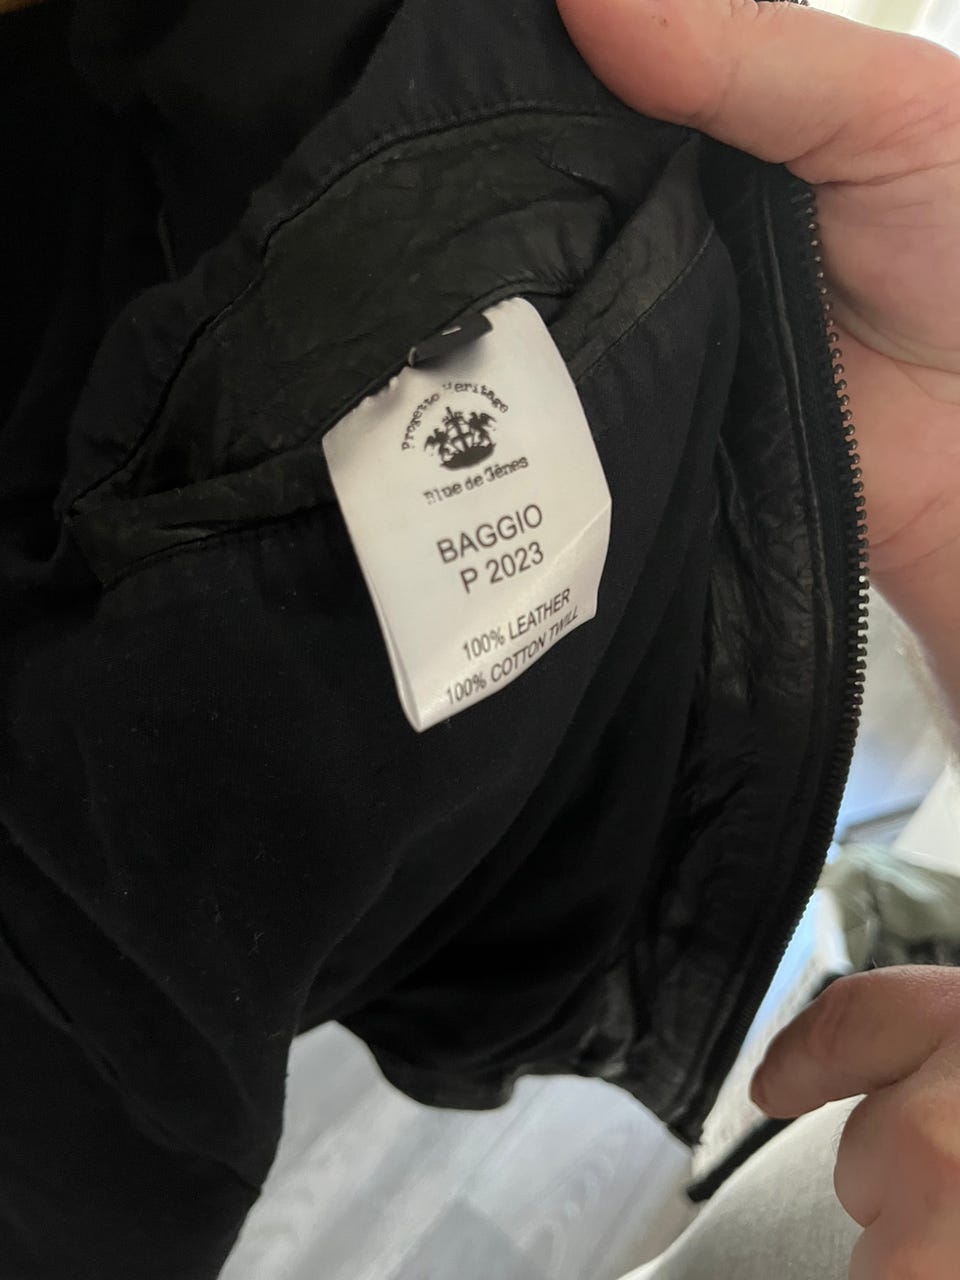 Progetto Heritage
Blue de Gênes
BAGGIO
P 2023
100% LEATHER
100% COTTON TWILL